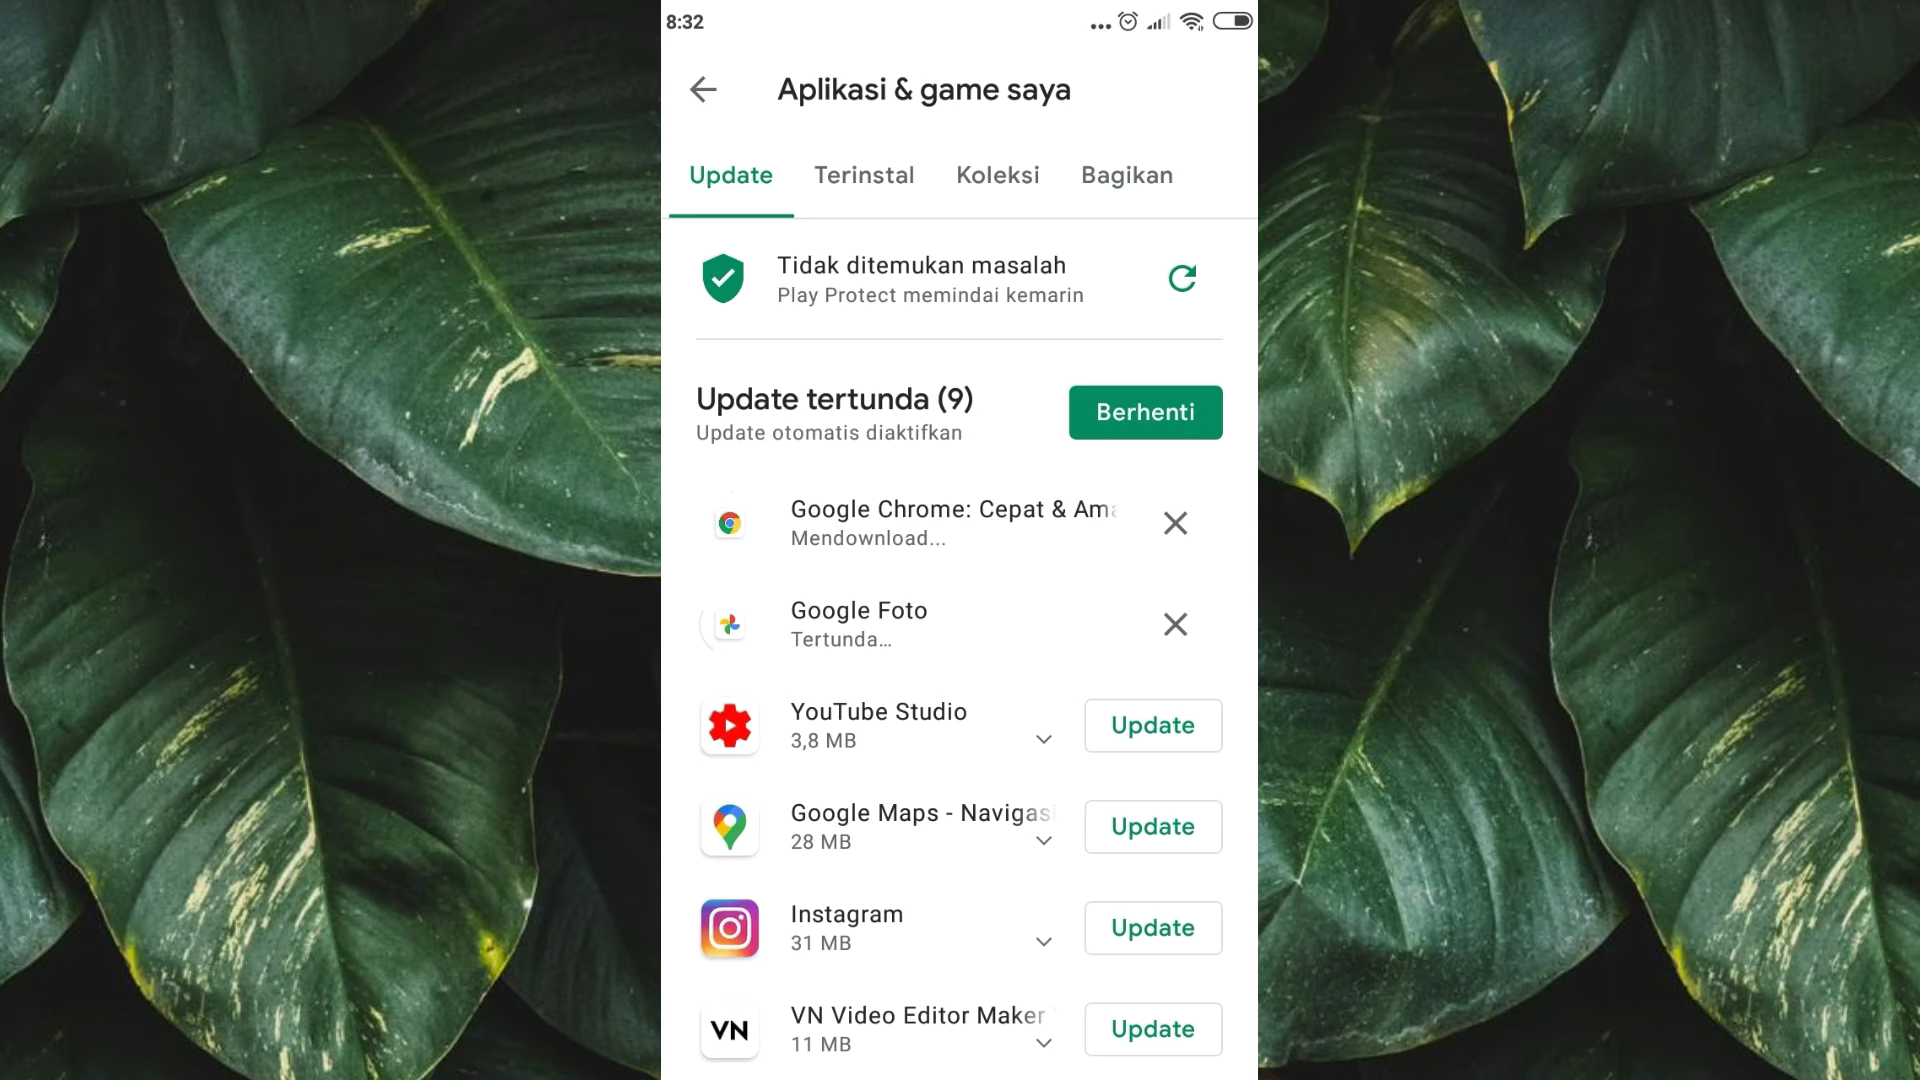 8:32
Aplikasi & game saya
Update Terinstal Koleksi Bagikan
Tidak ditemukan masalah
Play Protect memindai kemarin
Update tertunda (9)
Update otomatis diaktifkan
Berhenti
Google Chrome: Cepat & Ama
Mendownload...
Google Foto
Tertunda...
YouTube Studio
3,8 MB
Update
Google Maps - Navigasi
28 MB
Update
Instagram
31 MB
Update
VN Video Editor Maker
VN
11 MB
Update